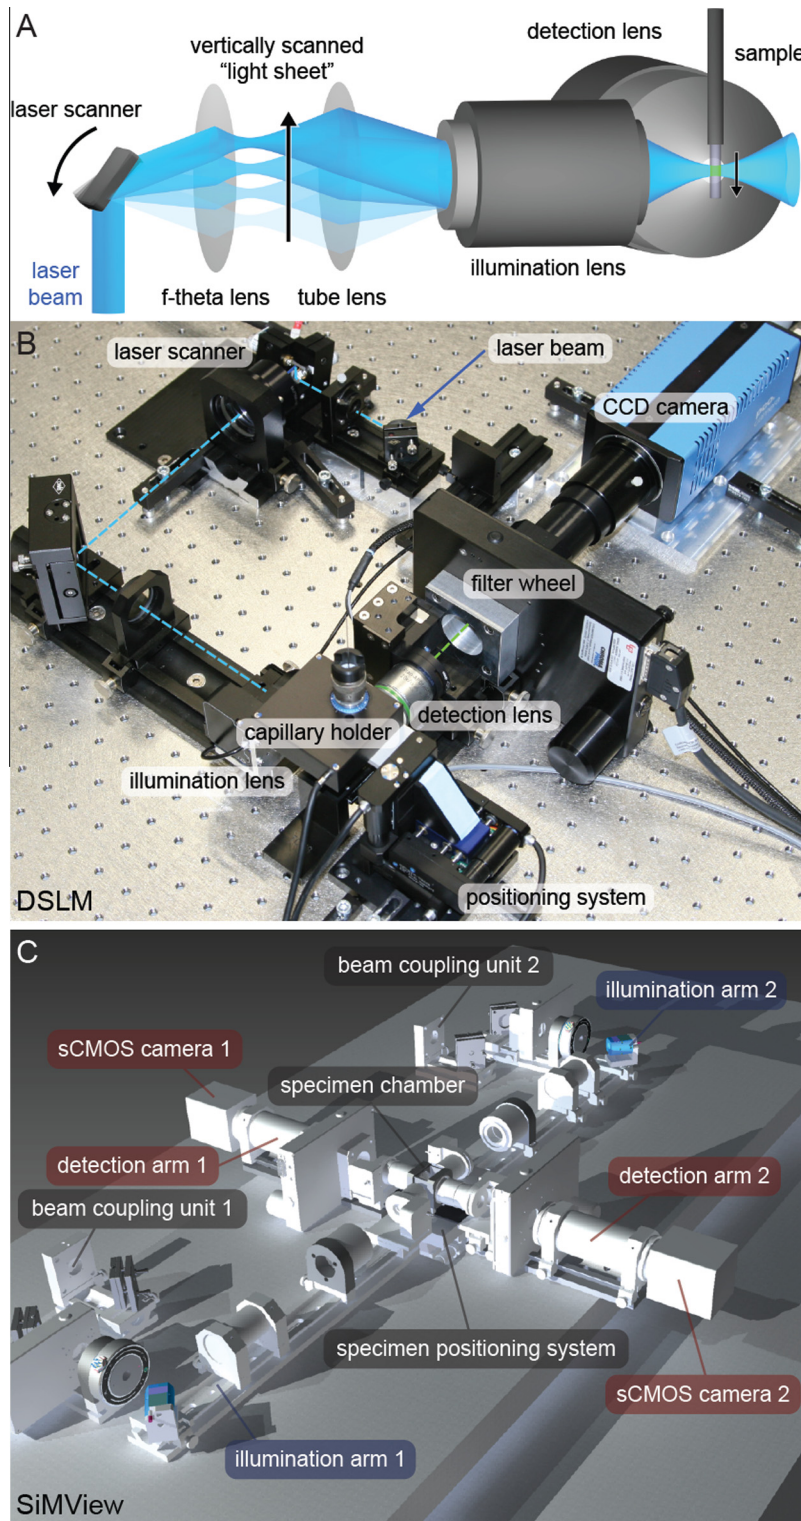 A
detection lens
vertically scanned
“light sheet”
sample
laser scanner
illumination lens
laser
beam
f-theta lens
tube lens
B
laser scanner
laser beam
CCD camera
filter wheel
detection lens
capillary holder
illumination lens
positioning system
DSLM
C
beam coupling unit 2
illumination arm 2
sCMOS camera 1
specimen chamber
detection arm 1
detection arm 2
beam coupling unit 1
specimen positioning system
sCMOS camera 2
illumination arm 1
SiMView